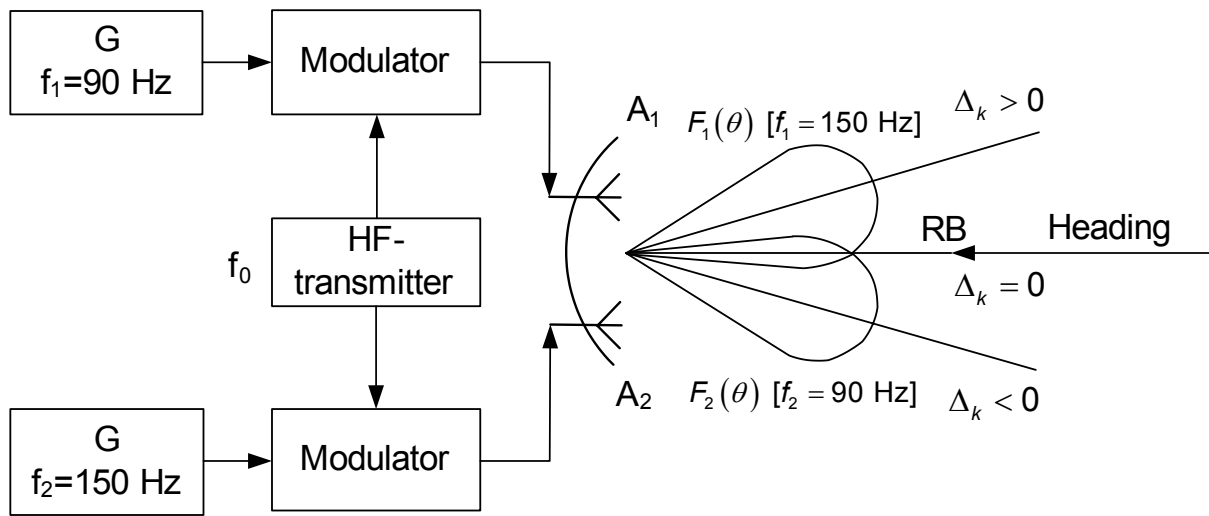 G
f₁=90 Hz
Modulator
A₁
F₁(θ) [f₁ = 150 Hz]
Δₖ > 0
f₀
HF-
transmitter
RB
Heading
Δₖ = 0
G
f₂=150 Hz
Modulator
A₂
F₂(θ) [f₂ = 90 Hz]
Δₖ < 0